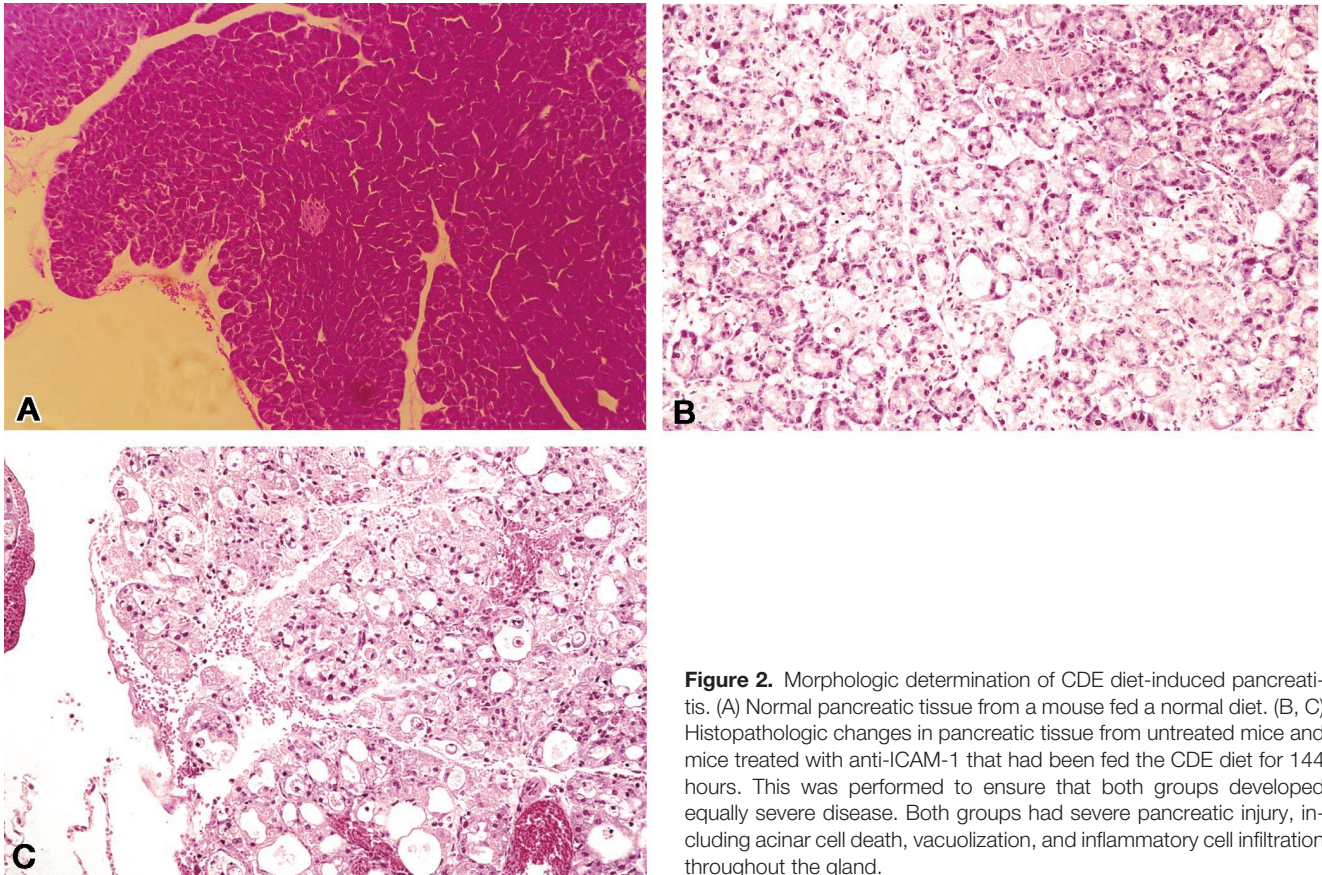 A
B
C
Figure 2. Morphologic determination of CDE diet-induced pancreati-
tis. (A) Normal pancreatic tissue from a mouse fed a normal diet. (B, C)
Histopathologic changes in pancreatic tissue from untreated mice and
mice treated with anti-ICAM-1 that had been fed the CDE diet for 144
hours. This was performed to ensure that both groups developed
equally severe disease. Both groups had severe pancreatic injury, in-
cluding acinar cell death, vacuolization, and inflammatory cell infiltration
throughout the gland.